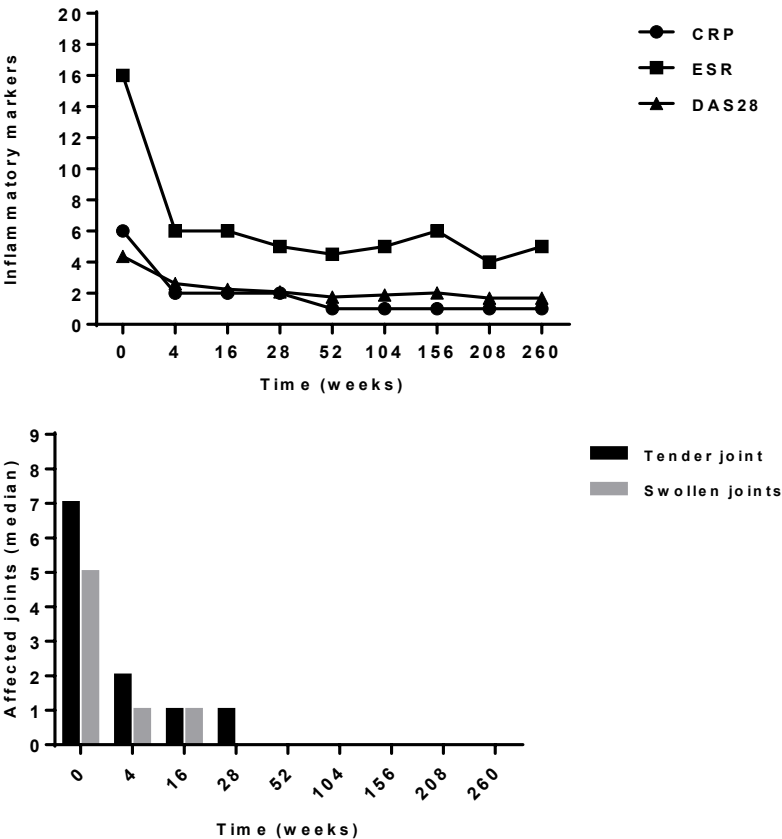 Inflammatory markers
20
18
16
14
12
10
8
6
4
2
0
0 4 16 28 52 104 156 208 260
Time (weeks)
CRP
ESR
DAS28
Affected joints (median)
9
8
7
6
5
4
3
2
1
0
0 4 16 28 52 104 156 208 260
Time (weeks)
Tender joint
Swollen joints